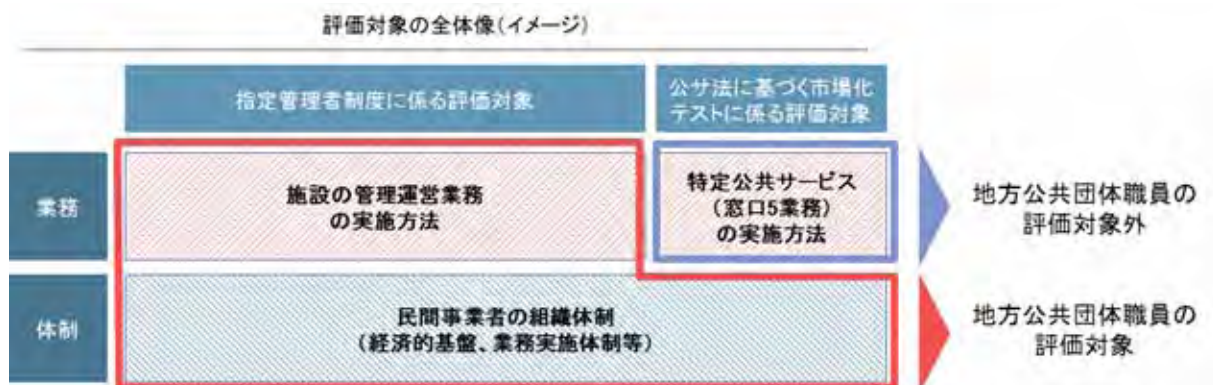 評価対象の全体像(イメージ)
指定管理者制度に係る評価対象
公サ法に基づく市場化
テストに係る評価対象
業務
施設の管理運営業務
の実施方法
特定公共サービス
(窓口5業務)
の実施方法
地方公共団体職員の
評価対象外
体制
民間事業者の組織体制
(経済的基盤、業務実施体制等)
地方公共団体職員の
評価対象